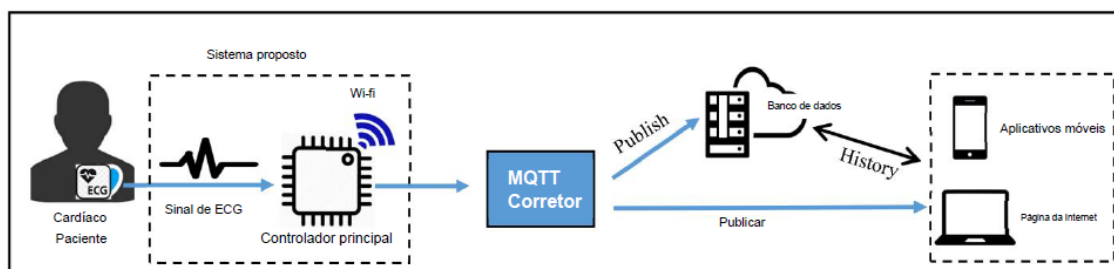 Sistema proposto
Wi-fi
ECG
Cardíaco
Paciente
Sinal de ECG
Controlador principal
MQTT
Corretor
Publish
Banco de dados
History
Publicar
Aplicativos móveis
Página da Internet